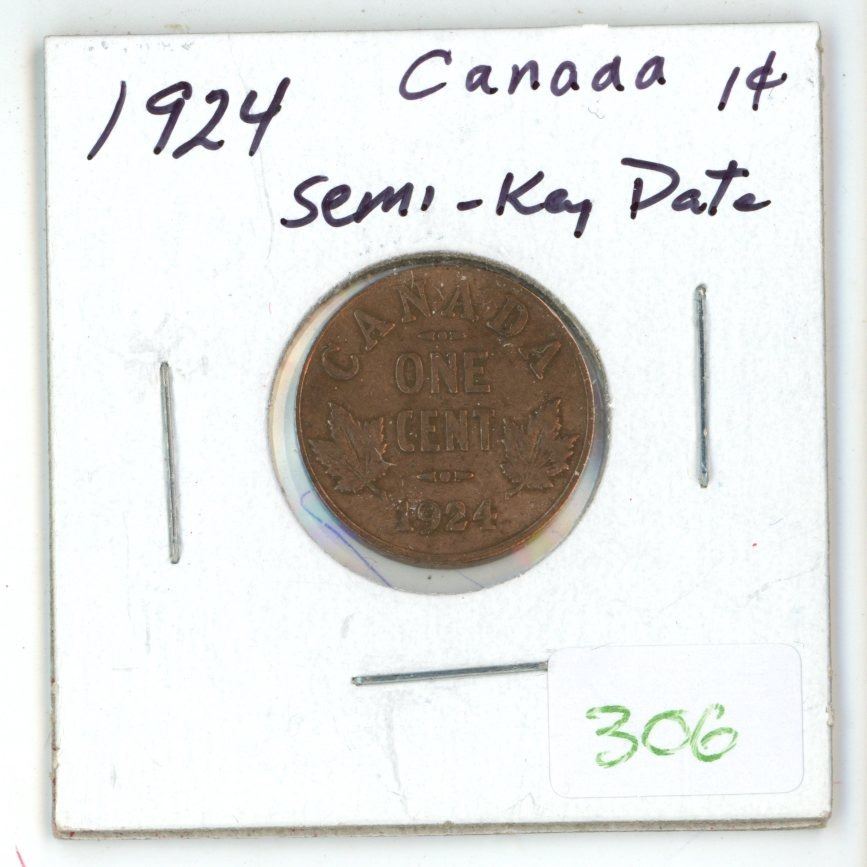 1924 Canada 1¢
Semi-Key Date
CANADA
ONE
CENT
1924
306